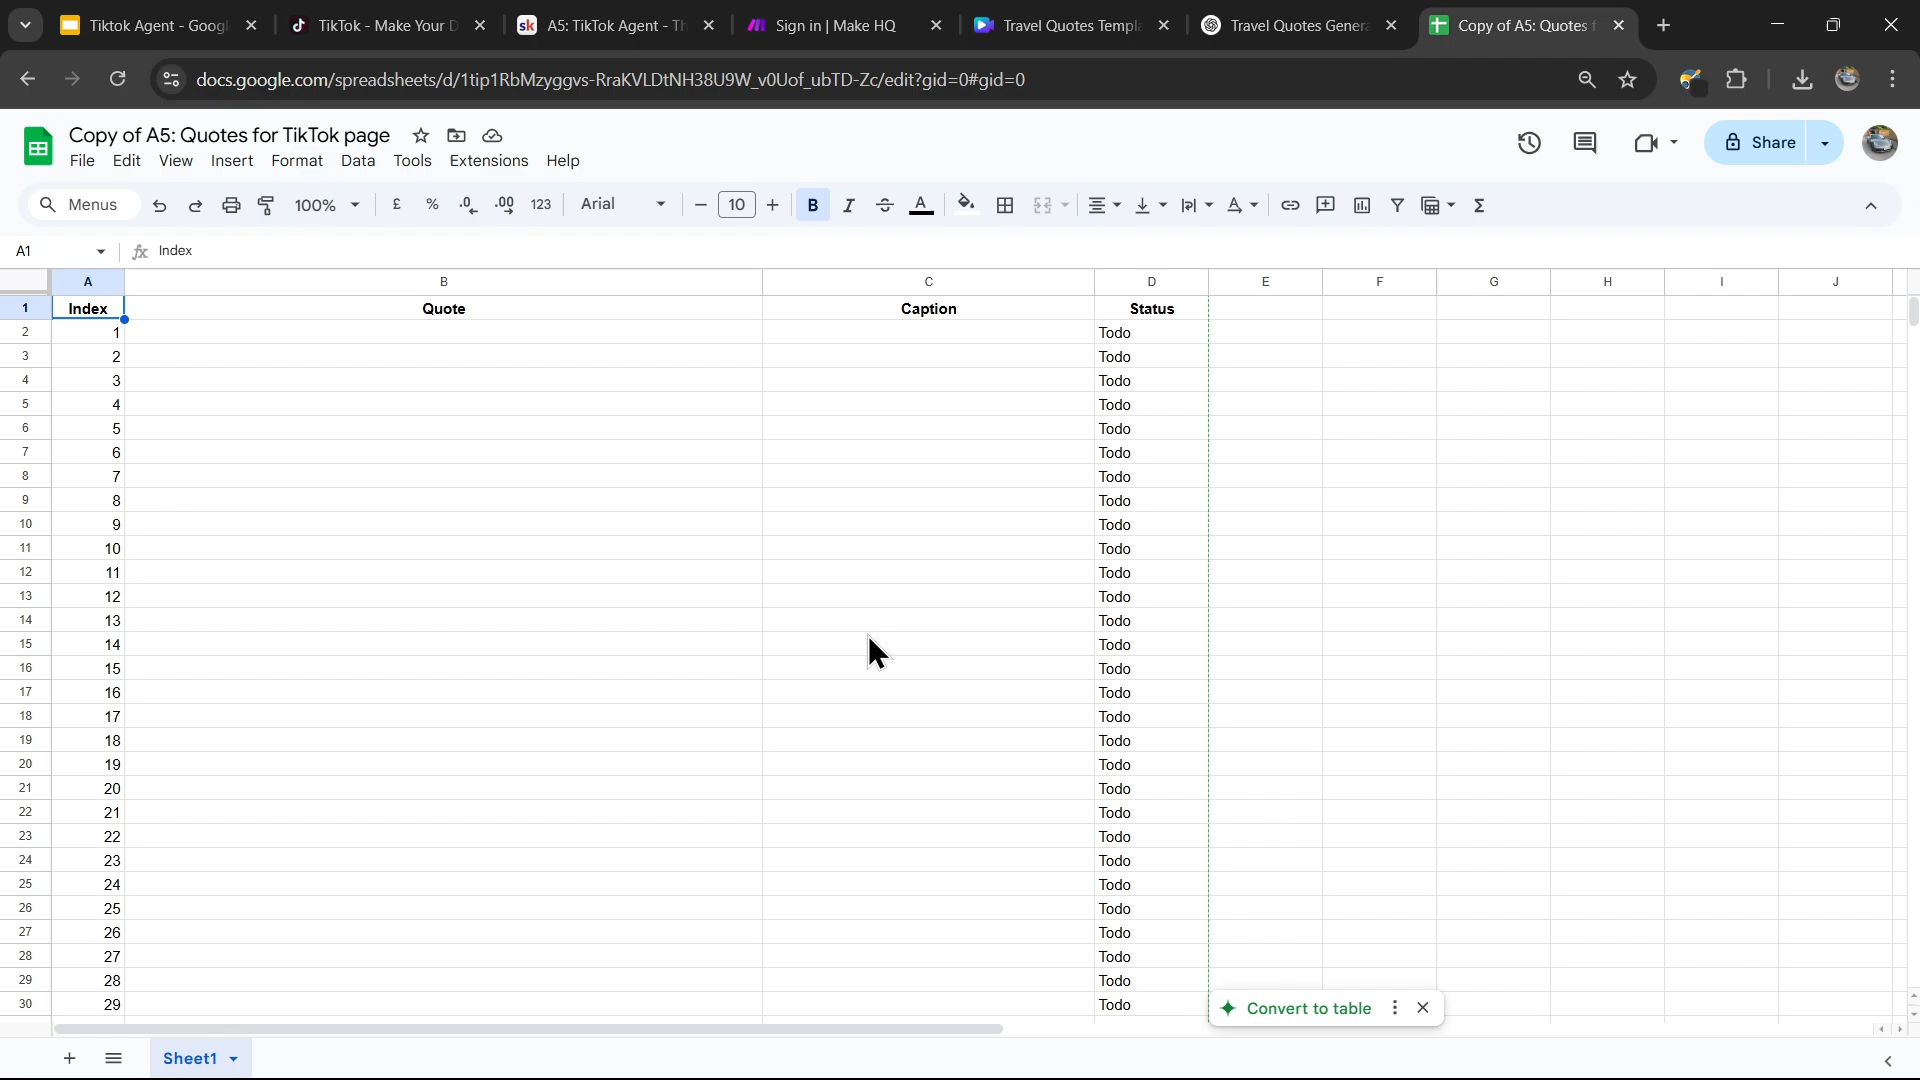 Tiktok Agent - Googl
TikTok - Make Your D
A5: TikTok Agent - Th
Sign in | Make HQ
Travel Quotes Templa
Travel Quotes Genera
Copy of A5: Quotes f
docs.google.com/spreadsheets/d/1tip1RbMzyggvs-RraKVLDtNH38U9W_v0Uof_ubTD-Zc/edit?gid=0#gid=0
Copy of A5: Quotes for TikTok page
File Edit View Insert Format Data Tools Extensions Help
Share
Menus 100% £ % .0 .00 123 Arial 10 B I A Σ
A1 fx Index
A B C D E F G H I J
1 Index Quote Caption Status
2 1 Todo
3 2 Todo
4 3 Todo
5 4 Todo
6 5 Todo
7 6 Todo
8 7 Todo
9 8 Todo
10 9 Todo
11 10 Todo
12 11 Todo
13 12 Todo
14 13 Todo
15 14 Todo
16 15 Todo
17 16 Todo
18 17 Todo
19 18 Todo
20 19 Todo
21 20 Todo
22 21 Todo
23 22 Todo
24 23 Todo
25 24 Todo
26 25 Todo
27 26 Todo
28 27 Todo
29 28 Todo
30 29 Todo
Convert to table
Sheet1